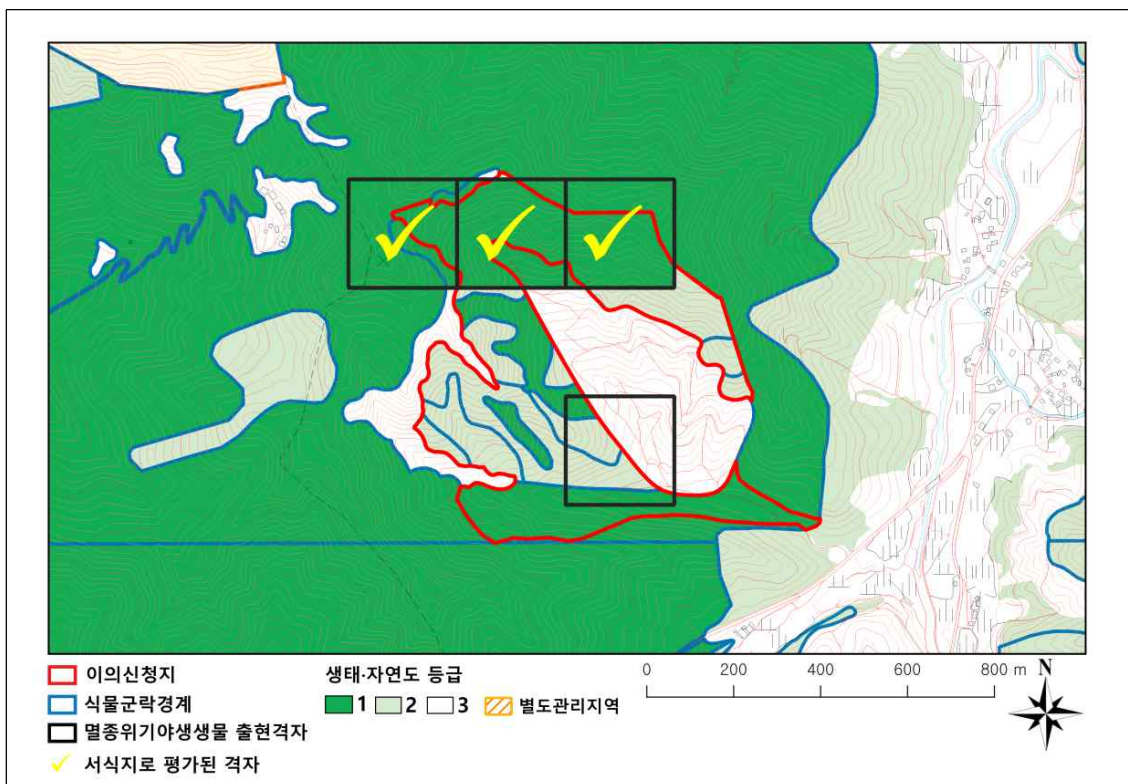 이의신청지
식물군락경계
멸종위기야생생물 출현격자
서식지로 평가된 격자
생태·자연도 등급
1 2 3 별도관리지역
0 200 400 600 800 m
N